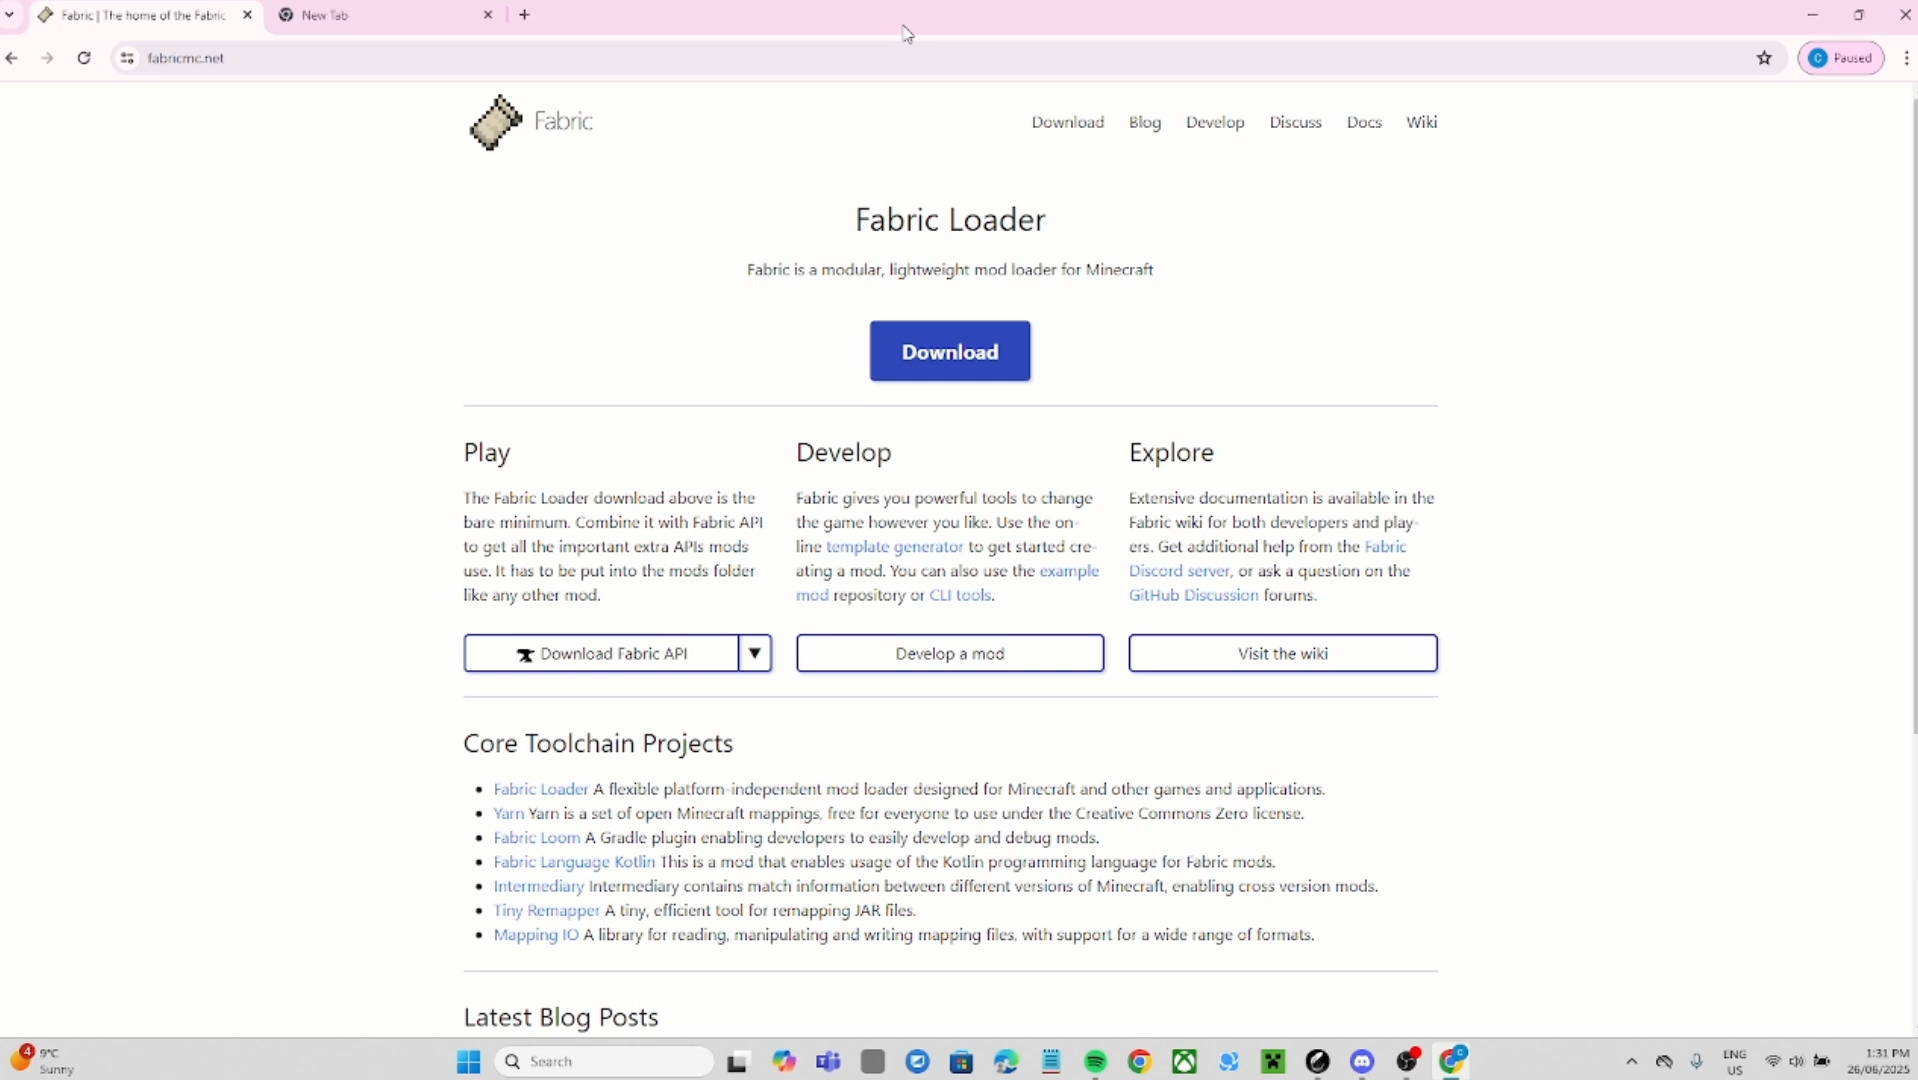 Fabric | The home of the Fabric
New Tab
fabricmc.net
C
Paused
Fabric
Download
Blog
Develop
Discuss
Docs
Wiki
Fabric Loader
Fabric is a modular, lightweight mod loader for Minecraft
Download
Play
The Fabric Loader download above is the
bare minimum. Combine it with Fabric API
to get all the important extra APIs mods
use. It has to be put into the mods folder
like any other mod.
Download Fabric API
Develop
Fabric gives you powerful tools to change
the game however you like. Use the on-
line template generator to get started cre-
ating a mod. You can also use the example
mod repository or CLI tools.
Develop a mod
Explore
Extensive documentation is available in the
Fabric wiki for both developers and play-
ers. Get additional help from the Fabric
Discord server, or ask a question on the
GitHub Discussion forums.
Visit the wiki
Core Toolchain Projects
Fabric Loader A flexible platform-independent mod loader designed for Minecraft and other games and applications.
Yarn Yarn is a set of open Minecraft mappings, free for everyone to use under the Creative Commons Zero license.
Fabric Loom A Gradle plugin enabling developers to easily develop and debug mods.
Fabric Language Kotlin This is a mod that enables usage of the Kotlin programming language for Fabric mods.
Intermediary Intermediary contains match information between different versions of Minecraft, enabling cross version mods.
Tiny Remapper A tiny, efficient tool for remapping JAR files.
Mapping IO A library for reading, manipulating and writing mapping files, with support for a wide range of formats.
Latest Blog Posts
4
9°C
Sunny
Search
C
ENG
US
1:31 PM
26/06/2025